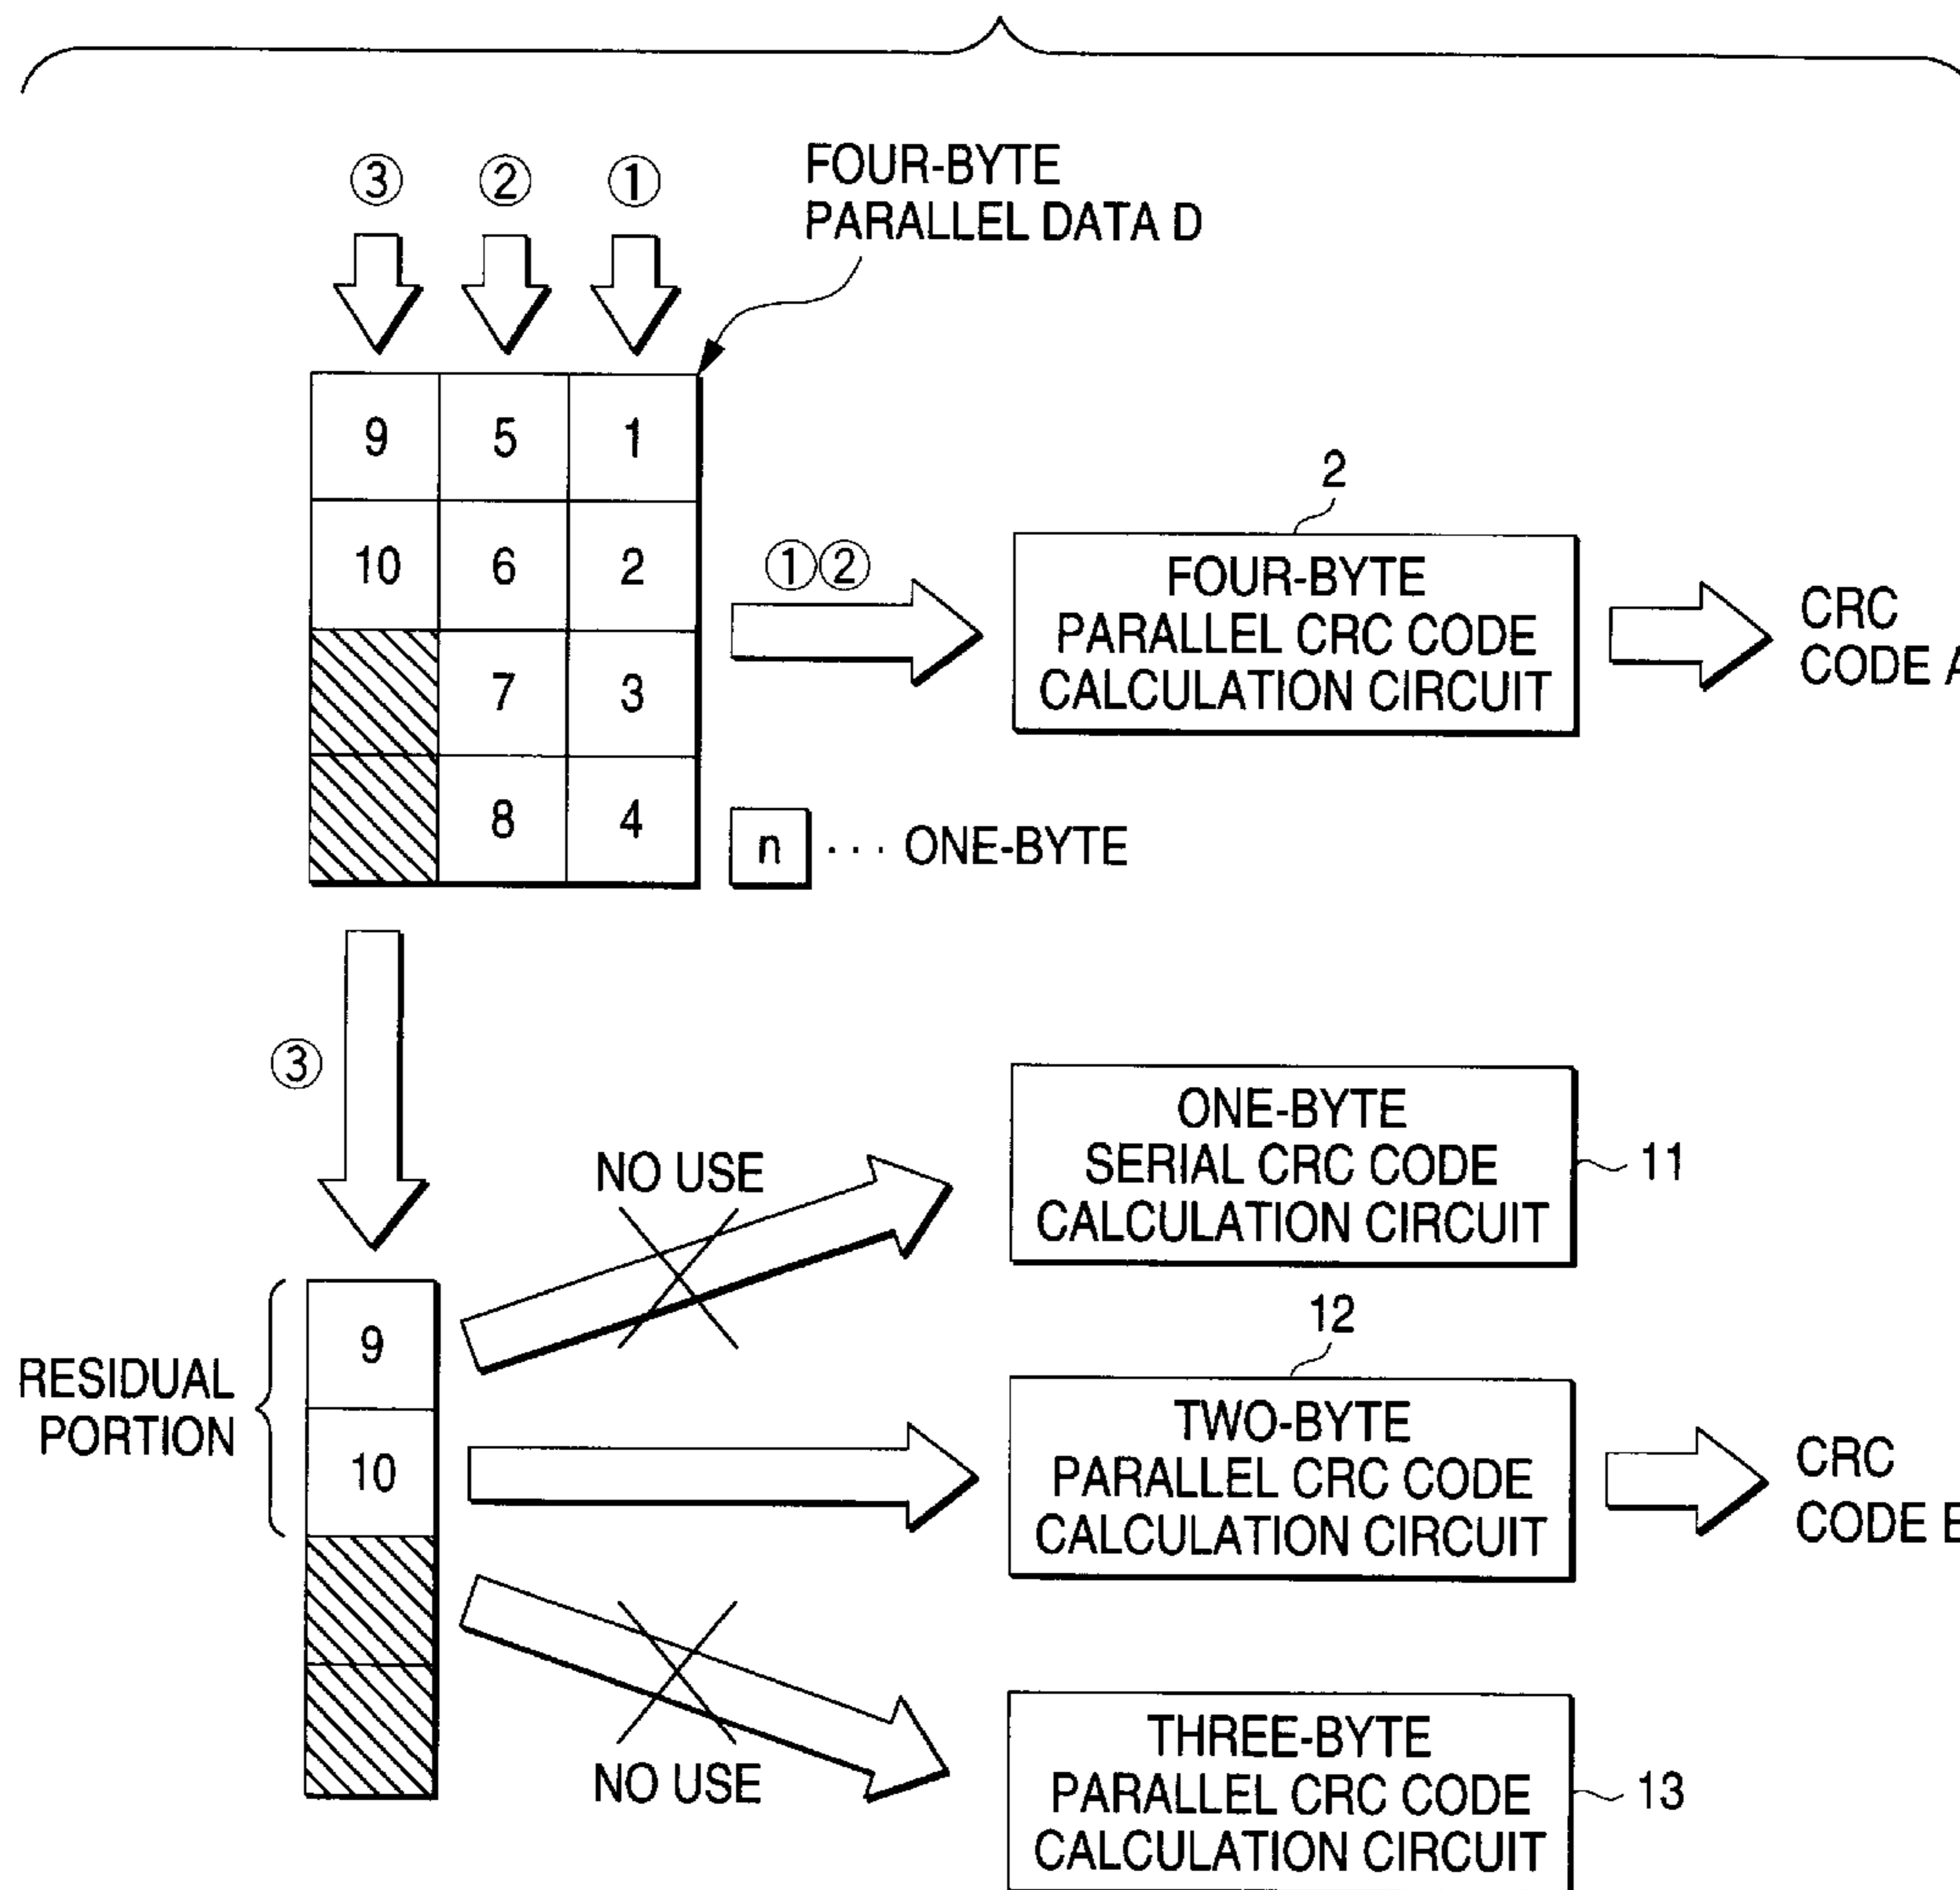 ③ ② ①
FOUR-BYTE
PARALLEL DATA D
9 5 1
10 6 2
7 3
8 4
n ... ONE-BYTE
①②
2
FOUR-BYTE
PARALLEL CRC CODE
CALCULATION CIRCUIT
CRC
CODE A
③
NO USE
ONE-BYTE
SERIAL CRC CODE
CALCULATION CIRCUIT
11
RESIDUAL
PORTION
9
10
12
TWO-BYTE
PARALLEL CRC CODE
CALCULATION CIRCUIT
CRC
CODE B
NO USE
THREE-BYTE
PARALLEL CRC CODE
CALCULATION CIRCUIT
13